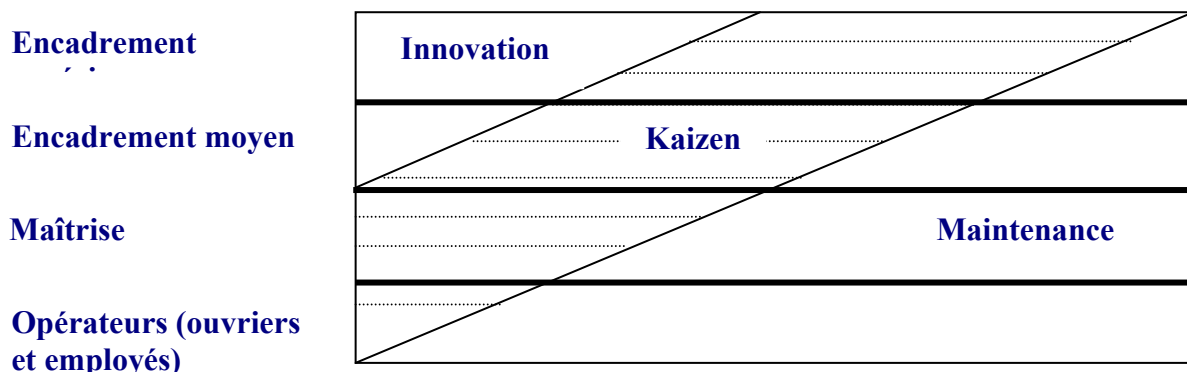 Encadrement
Innovation
Encadrement moyen
Kaizen
Maîtrise
Maintenance
Opérateurs (ouvriers
et employés)